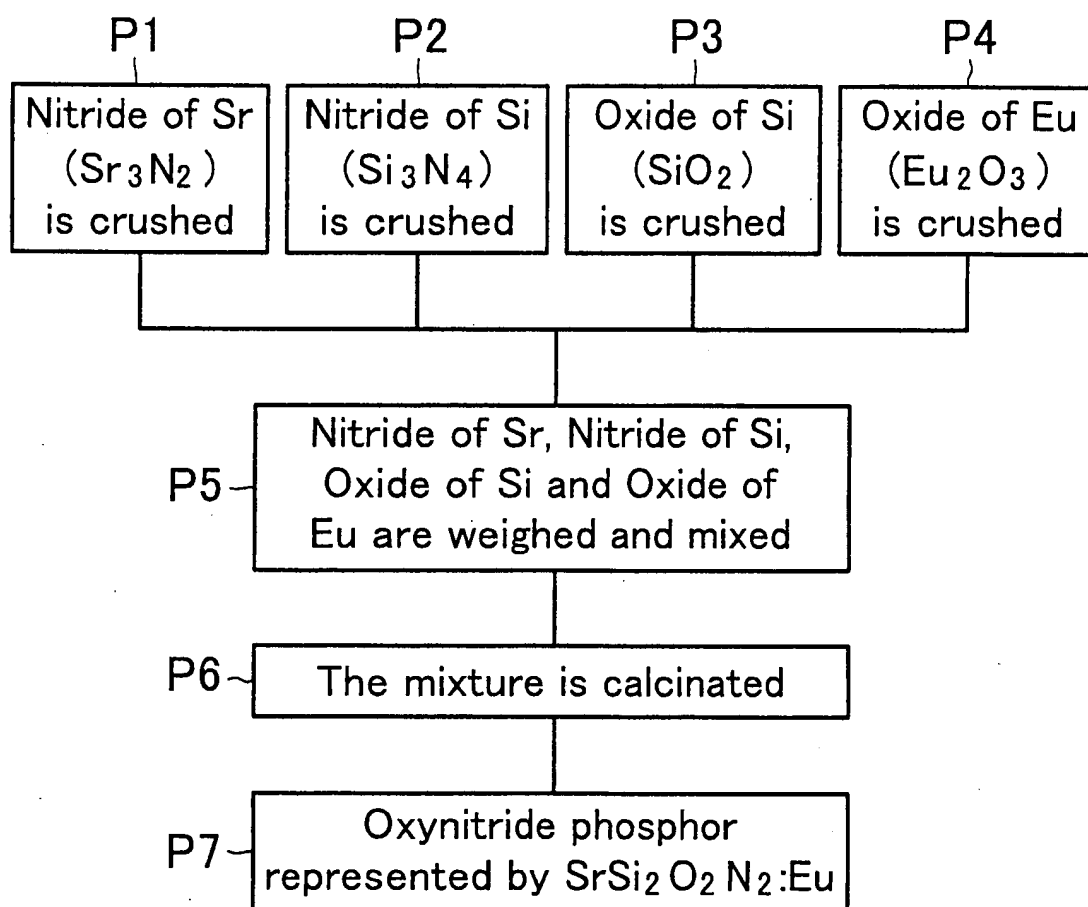 P1
P2
P3
P4
Nitride of Sr
(Sr₃N₂)
is crushed
Nitride of Si
(Si₃N₄)
is crushed
Oxide of Si
(SiO₂)
is crushed
Oxide of Eu
(Eu₂O₃)
is crushed
P5
Nitride of Sr, Nitride of Si,
Oxide of Si and Oxide of
Eu are weighed and mixed
P6
The mixture is calcinated
P7
Oxynitride phosphor
represented by SrSi₂O₂N₂:Eu